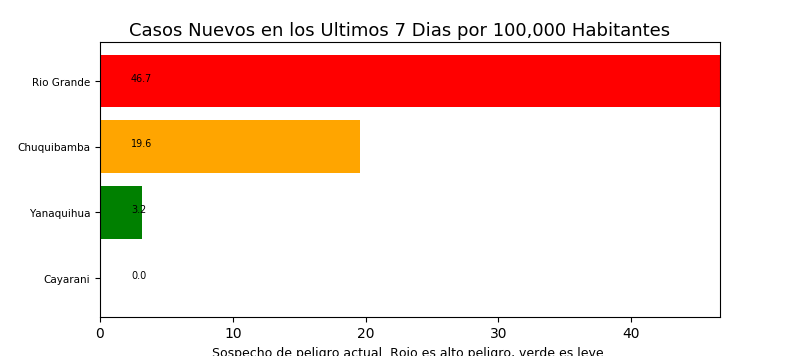 Casos Nuevos en los Ultimos 7 Dias por 100,000 Habitantes
Rio Grande 46.7
Chuquibamba 19.6
Yanaquihua 3.2
Cayarani 0.0
0 10 20 30 40
Sospecho de peligro actual. Rojo es alto peligro, verde es leve